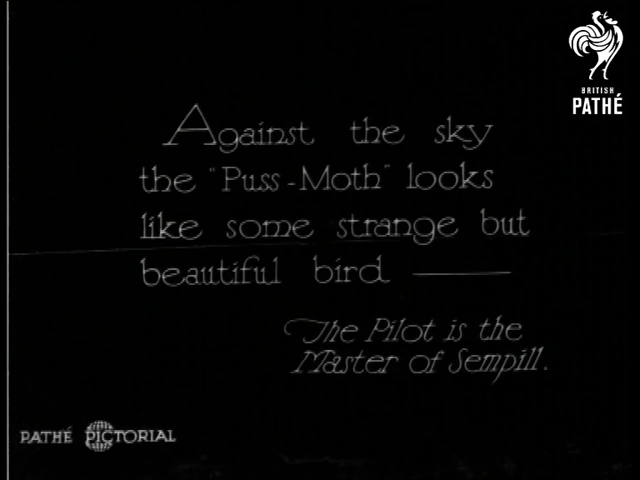 BRITISH
PATHÉ
Against the sky
the "Puss-Moth" looks
like some strange but
beautiful bird ——
The Pilot is the
Master of Sempill.
PATHÉ PICTORIAL